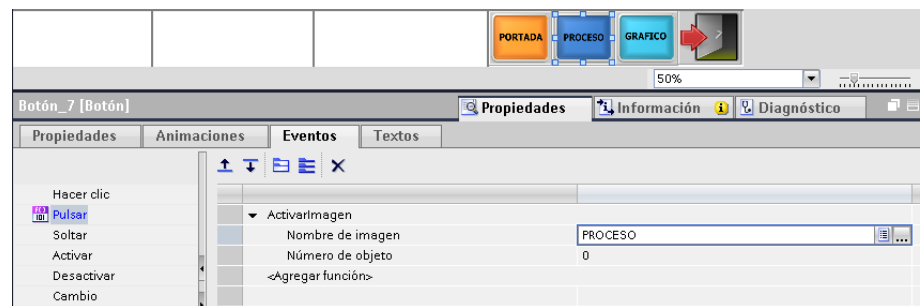 PORTADA PROCESO GRAFICO
50%
Botón_7 [Botón] Propiedades Información Diagnóstico
Propiedades Animaciones Eventos Textos
Hacer clic
Pulsar ActivarImagen
Soltar Nombre de imagen PROCESO
Activar Número de objeto 0
Desactivar <Agregar función>
Cambio